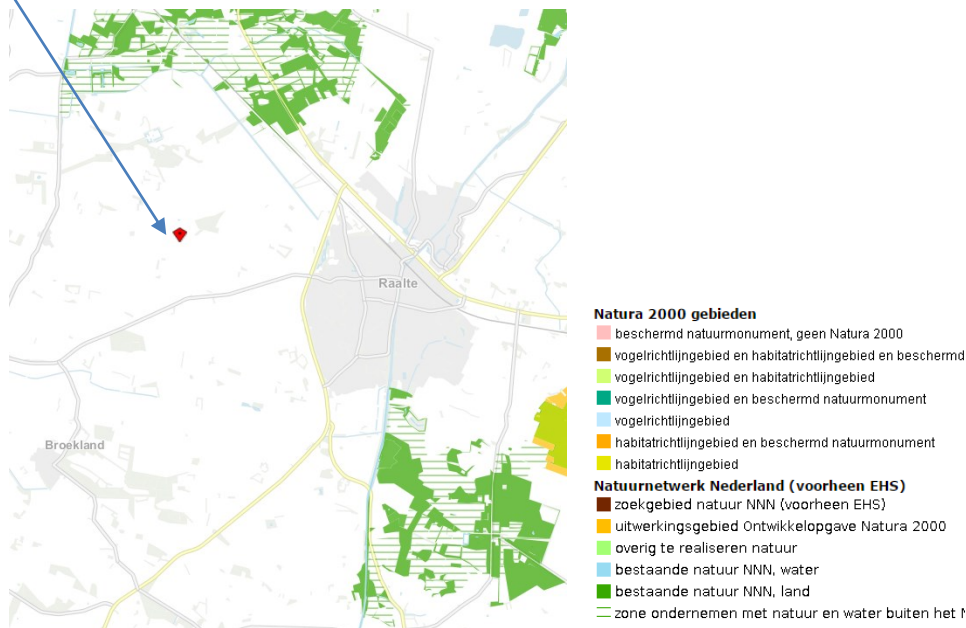 Raalte
Broekland
Natura 2000 gebieden
beschermd natuurmonument, geen Natura 2000
vogelrichtlijngebied en habitatrichtlijngebied en beschermd
vogelrichtlijngebied en habitatrichtlijngebied
vogelrichtlijngebied en beschermd natuurmonument
vogelrichtlijngebied
habitatrichtlijngebied en beschermd natuurmonument
habitatrichtlijngebied
Natuurnetwerk Nederland (voorheen EHS)
zoekgebied natuur NNN (voorheen EHS)
uitwerkingsgebied Ontwikkelopgave Natura 2000
overig te realiseren natuur
bestaande natuur NNN, water
bestaande natuur NNN, land
zone ondernemen met natuur en water buiten het